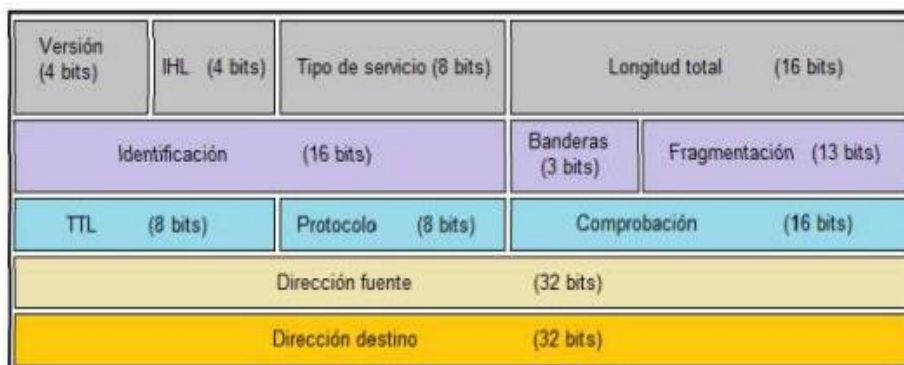 Versión
(4 bits)
IHL (4 bits)
Tipo de servicio (8 bits)
Longitud total (16 bits)
Identificación (16 bits)
Banderas
(3 bits)
Fragmentación (13 bits)
TTL (8 bits)
Protocolo (8 bits)
Comprobación (16 bits)
Dirección fuente (32 bits)
Dirección destino (32 bits)